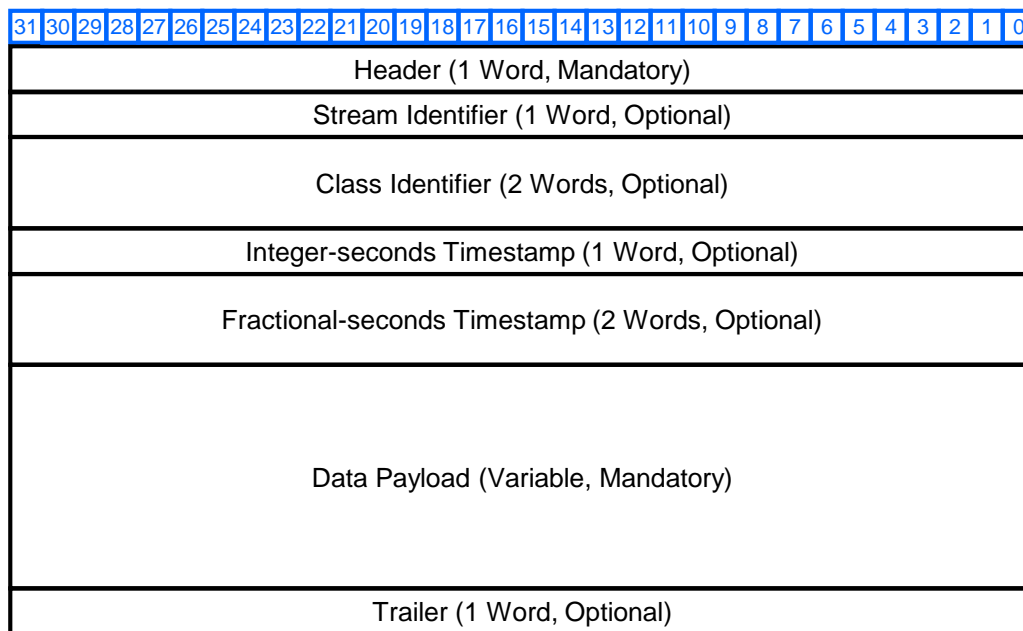 31 30 29 28 27 26 25 24 23 22 21 20 19 18 17 16 15 14 13 12 11 10 9 8 7 6 5 4 3 2 1 0
Header (1 Word, Mandatory)
Stream Identifier (1 Word, Optional)
Class Identifier (2 Words, Optional)
Integer-seconds Timestamp (1 Word, Optional)
Fractional-seconds Timestamp (2 Words, Optional)
Data Payload (Variable, Mandatory)
Trailer (1 Word, Optional)